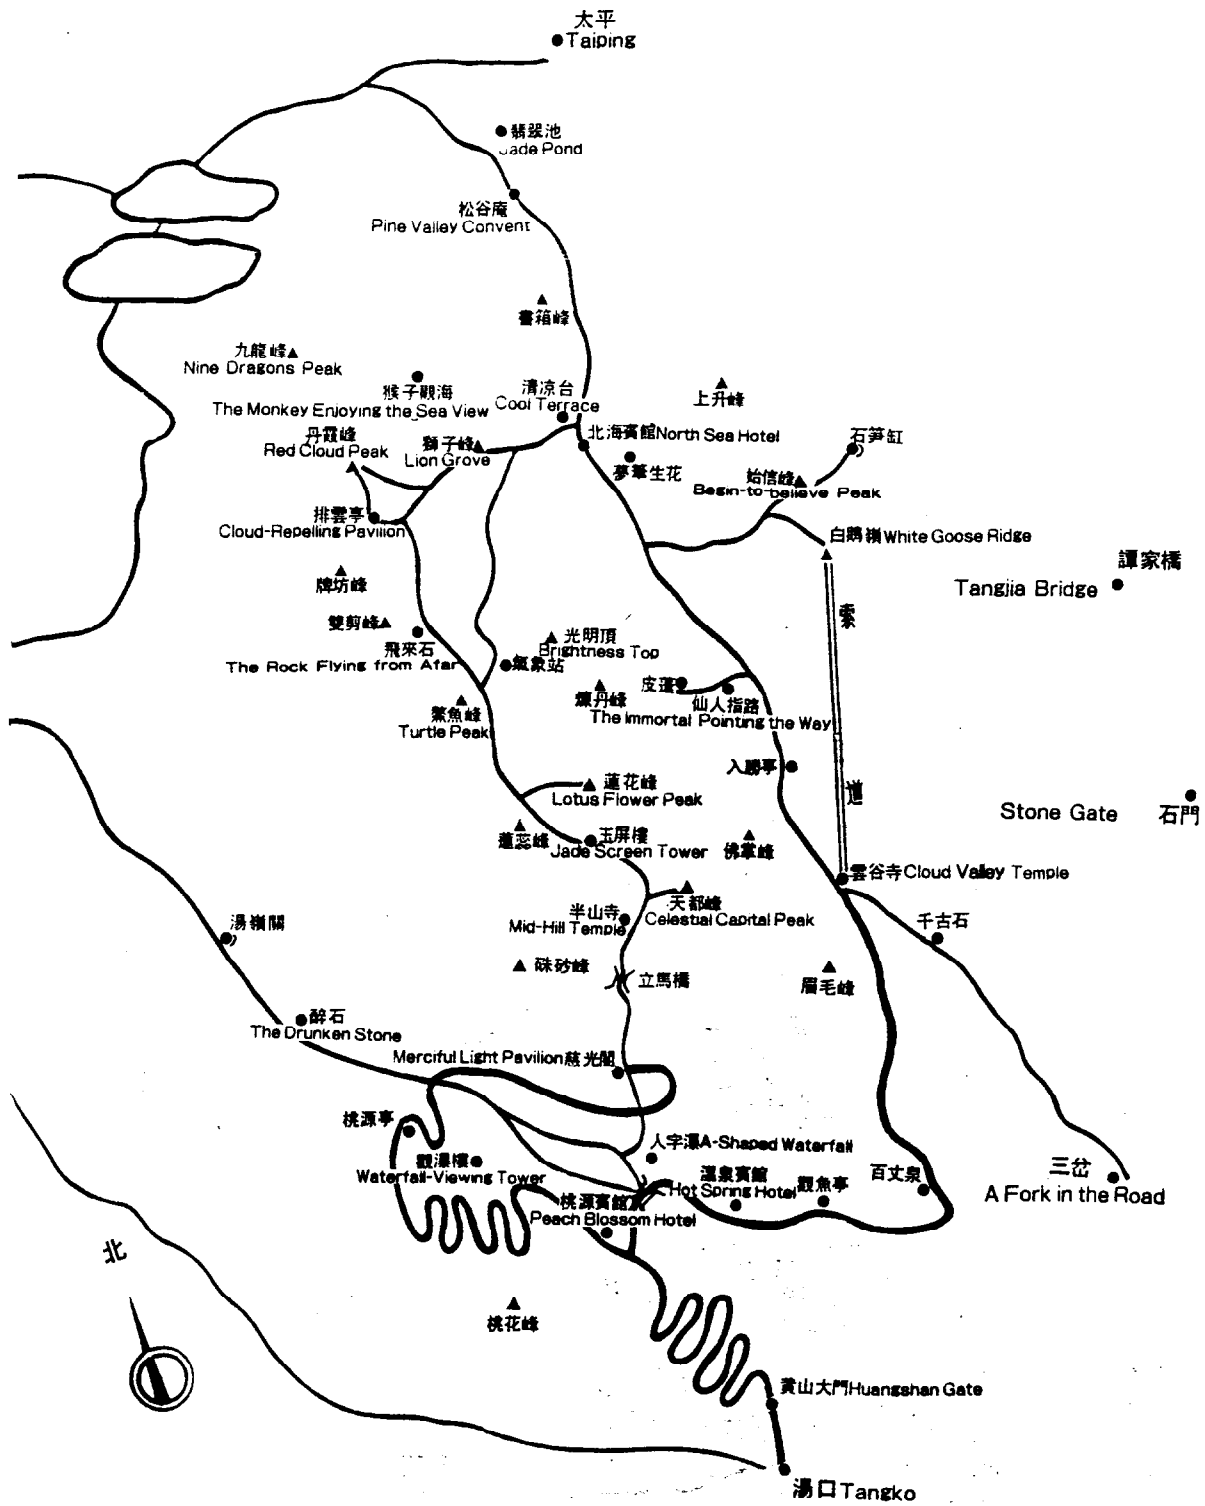 太平
Taiping
翡翠池
Jade Pond
松谷庵
Pine Valley Convent
書箱峰
九龍峰
Nine Dragons Peak
猴子觀海
The Monkey Enjoying the Sea View
清凉台
Cool Terrace
上升峰
丹霞峰
Red Cloud Peak
獅子峰
Lion Grove
北海賓館North Sea Hotel
石笋缸
夢筆生花
始信峰
Begin-to-believe Peak
排雲亭
Cloud-Repelling Pavilion
白鵝嶺White Goose Ridge
譚家橋
Tangjia Bridge
牌坊峰
索
雙剪峰
飛來石
The Rock Flying from Afar
光明頂
Brightness Top
氣象站
皮蓬
煉丹峰
仙人指路
The Immortal Pointing the Way
鰲魚峰
Turtle Peak
入勝亭
道
蓮花峰
Lotus Flower Peak
Stone Gate
石門
蓮蕊峰
玉屏樓
Jade Screen Tower
佛掌峰
雲谷寺Cloud Valley Temple
天都峰
Celestial Capital Peak
半山寺
Mid-Hill Temple
千古石
湯嶺關
硃砂峰
立馬橋
眉毛峰
醉石
The Drunken Stone
Merciful Light Pavilion慈光閣
桃源亭
人字瀑A-Shaped Waterfall
觀瀑樓
Waterfall-Viewing Tower
溫泉賓館
Hot Spring Hotel
觀魚亭
百丈泉
三岔
A Fork in the Road
桃源賓館
Peach Blossom Hotel
北
桃花峰
黃山大門Huangshan Gate
湯口Tangko